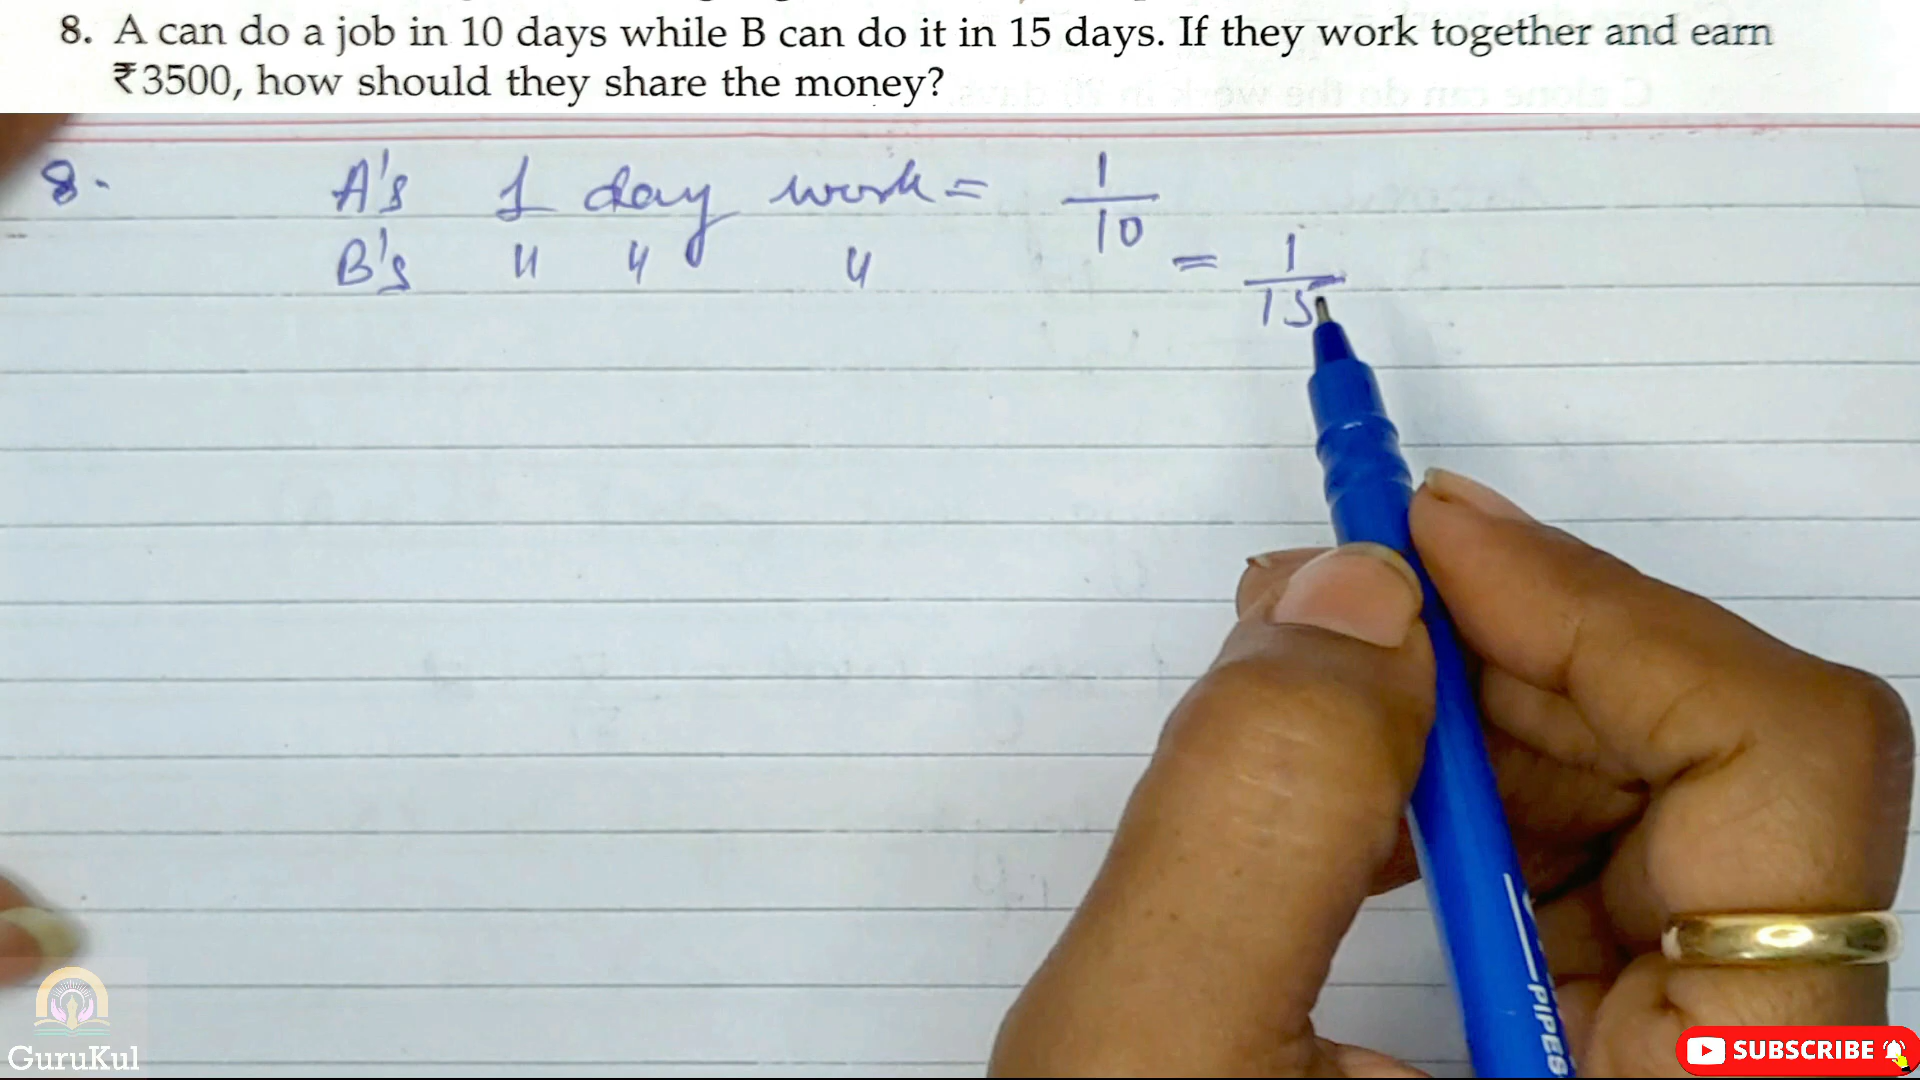 8. A can do a job in 10 days while B can do it in 15 days. If they work together and earn
₹3500, how should they share the money?
8. A's 1 day work = 1/10
B's " " " = 1/15
PIPES
GuruKul
SUBSCRIBE